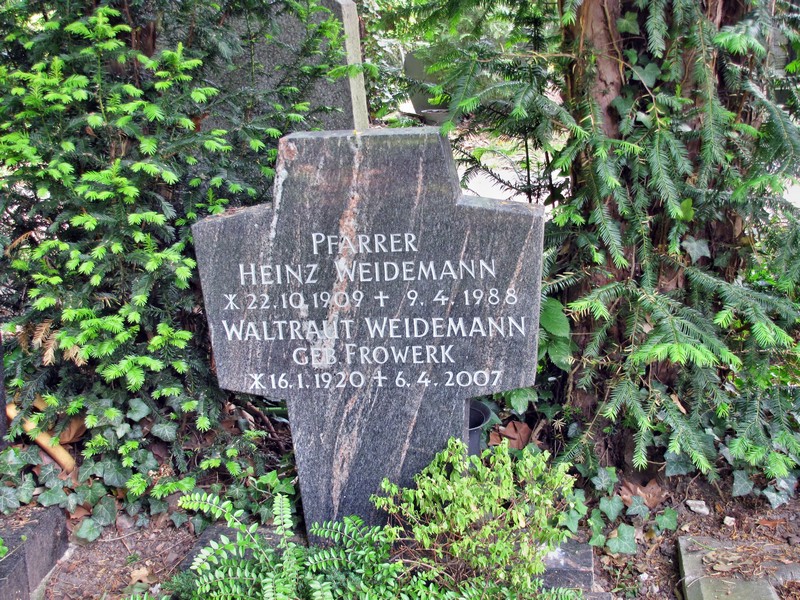 PFARRER
HEINZ WEIDEMANN
22.10.1909 ✝ 9.4.1988
WALTRAUT WEIDEMANN
GEB. FROWERK
16.1.1920 ✝ 6.4.2007